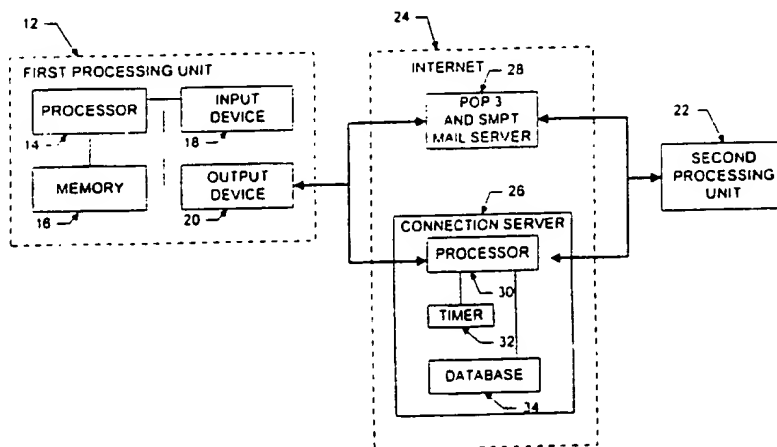 12
FIRST PROCESSING UNIT
PROCESSOR
14
INPUT
DEVICE
18
MEMORY
16
OUTPUT
DEVICE
20
24
INTERNET
28
POP 3
AND SMPT
MAIL SERVER
22
SECOND
PROCESSING
UNIT
26
CONNECTION SERVER
PROCESSOR
30
TIMER
32
DATABASE
34